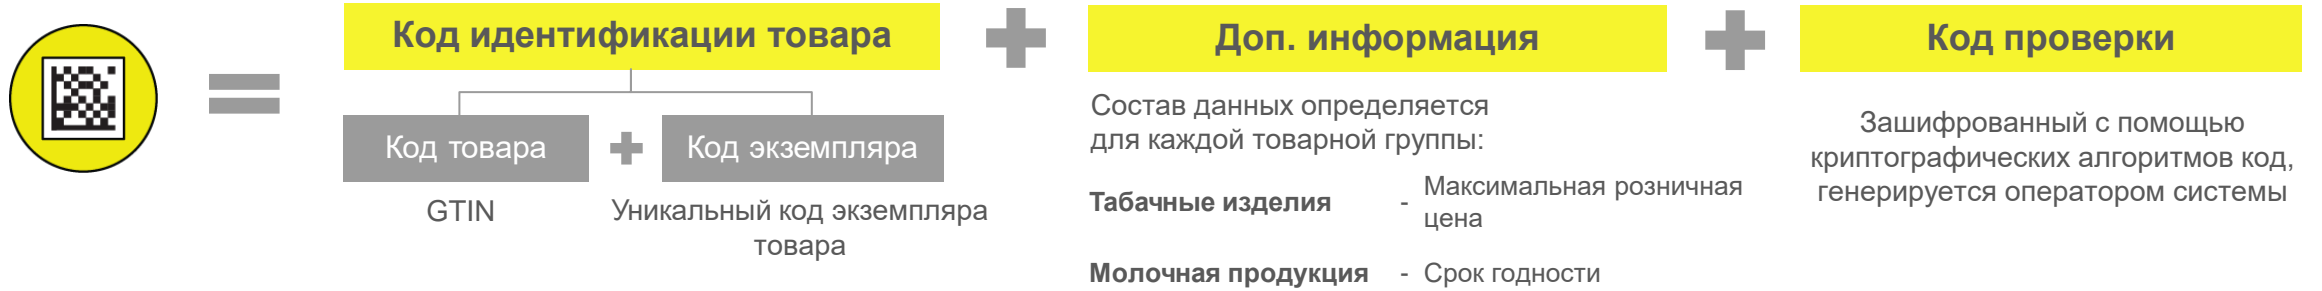 Код идентификации товара
Код товара
Код экземпляра
GTIN
Уникальный код экземпляра
товара
Доп. информация
Состав данных определяется
для каждой товарной группы:
Табачные изделия - Максимальная розничная
цена
Молочная продукция - Срок годности
Код проверки
Зашифрованный с помощью
криптографических алгоритмов код,
генерируется оператором системы